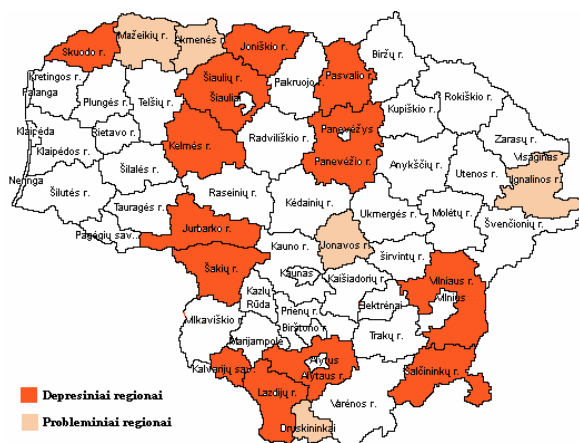 Skuodo r.
Mažeikių r.
Akmenės r.
Joniškio r.
Biržų r.
Kretingos r.
Palanga
Plungės r.
Telšių r.
Šiaulių r.
Šiauliai
Pakruojo r.
Pasvalio r.
Kupiškio r.
Rokiškio r.
Klaipėda
Klaipėdos r.
Rietavo r.
Kelmės r.
Radviliškio r.
Panevėžys
Panevėžio r.
Anykščių r.
Utenos r.
Zarasų r.
Visaginas
Ignalinos r.
Neringa
Šilutės r.
Šilalės r.
Tauragės r.
Raseinių r.
Kėdainių r.
Ukmergės r.
Molėtų r.
Švenčionių r.
Pagėgių sav.
Jurbarko r.
Kauno r.
Jonavos r.
širvintų r.
Šakių r.
Kaunas
Kaišiadorių r.
Kazlų
Rūda
Prienų r.
Elektrėnai
Vilniaus r.
Vilnius
Vilkaviškio
Birštono r.
Marijampolė
Trakų r.
Kalvarijų sav.
Alytus
Alytaus r.
Šalčininkų r.
Lazdijų r.
Varėnos r.
Druskininkai
Depresiniai regionai
Probleminiai regionai